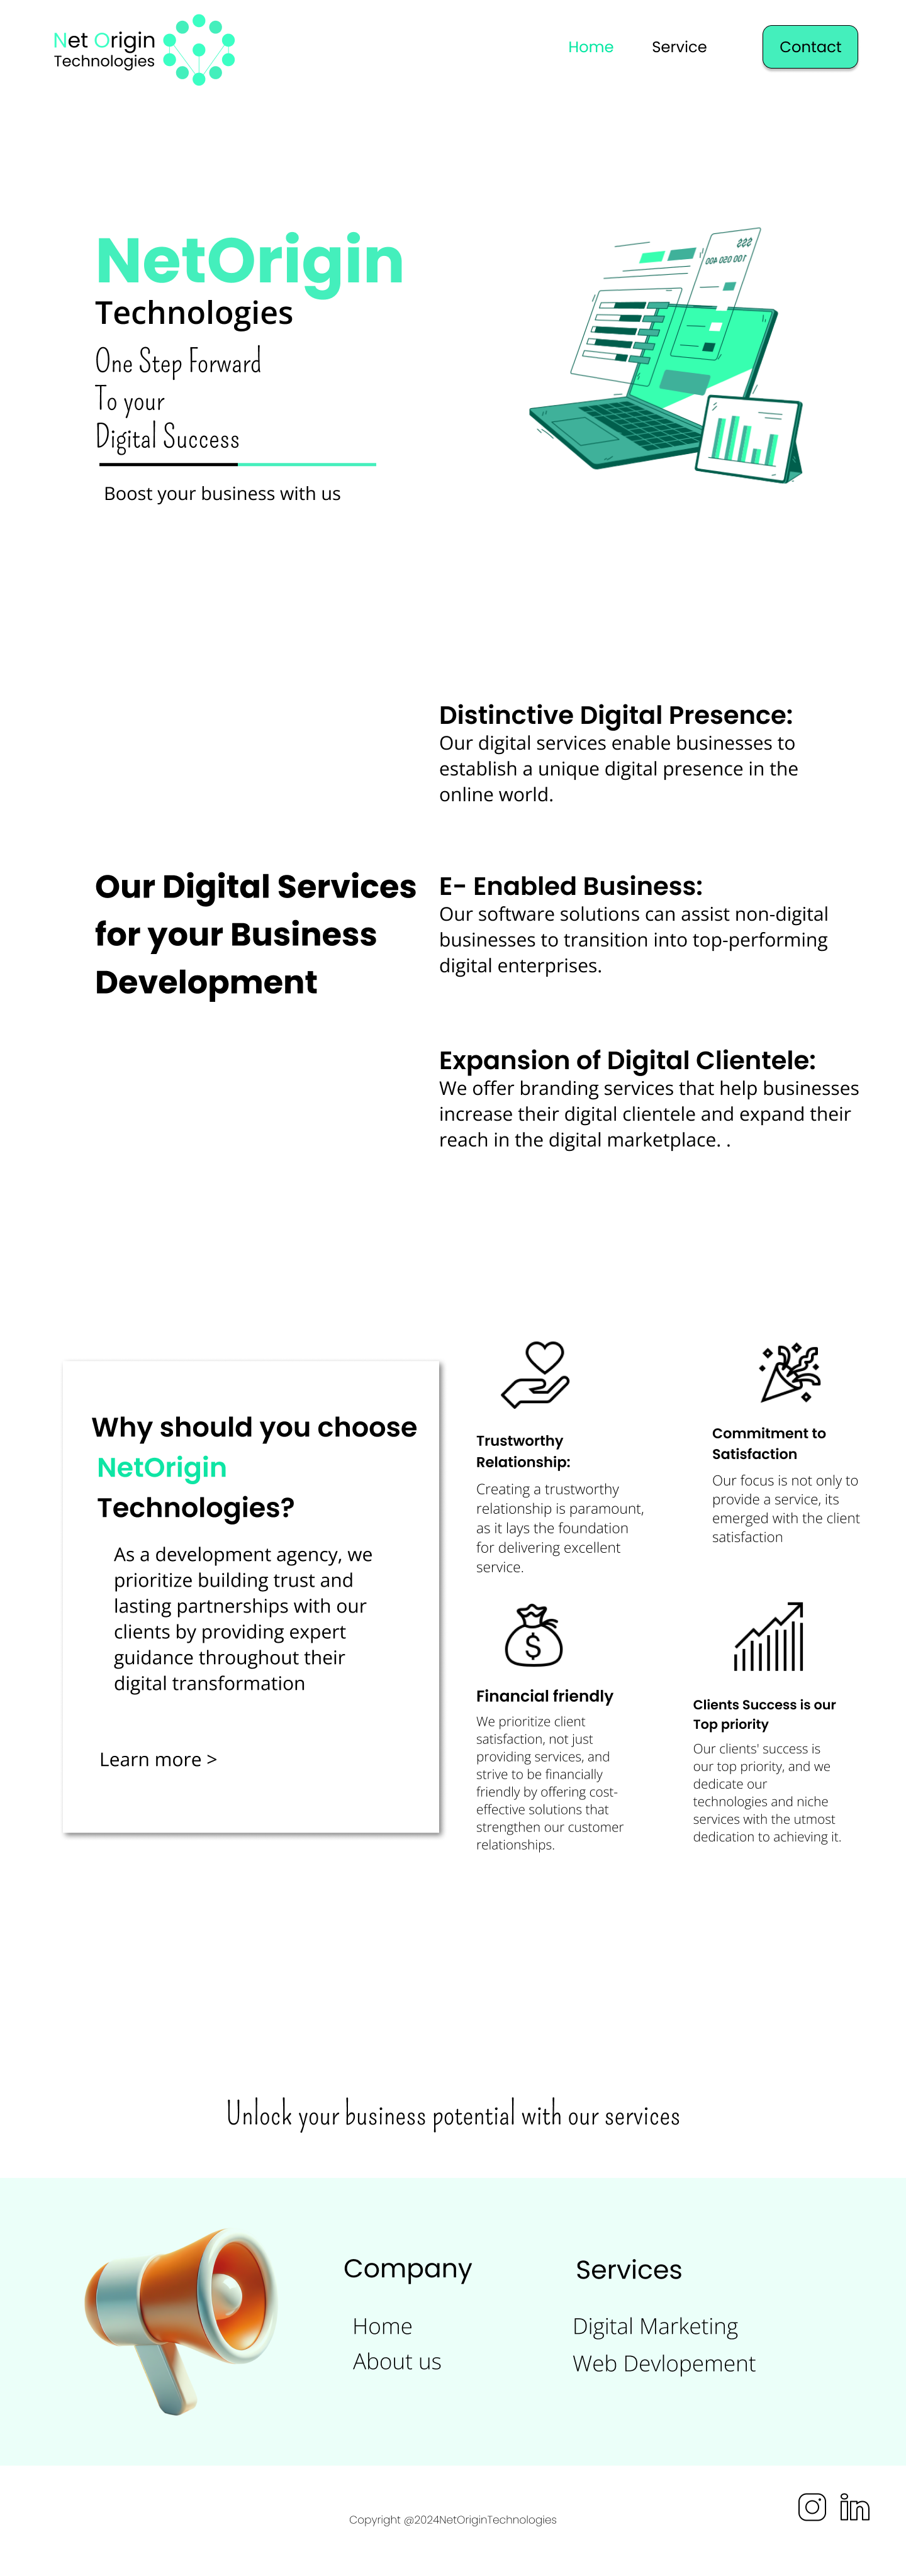 Net Origin
Technologies
Home
Service
Contact
NetOrigin
Technologies
One Step Forward
To your
Digital Success
Boost your business with us
$$$
001 020 004
Distinctive Digital Presence:
Our digital services enable businesses to
establish a unique digital presence in the
online world.
Our Digital Services
for your Business
Development
E- Enabled Business:
Our software solutions can assist non-digital
businesses to transition into top-performing
digital enterprises.
Expansion of Digital Clientele:
We offer branding services that help businesses
increase their digital clientele and expand their
reach in the digital marketplace. .
Why should you choose
NetOrigin
Technologies?
As a development agency, we
prioritize building trust and
lasting partnerships with our
clients by providing expert
guidance throughout their
digital transformation
Learn more >
Trustworthy
Relationship:
Creating a trustworthy
relationship is paramount,
as it lays the foundation
for delivering excellent
service.
Commitment to
Satisfaction
Our focus is not only to
provide a service, its
emerged with the client
satisfaction
$
Financial friendly
We prioritize client
satisfaction, not just
providing services, and
strive to be financially
friendly by offering cost-
effective solutions that
strengthen our customer
relationships.
Clients Success is our
Top priority
Our clients' success is
our top priority, and we
dedicate our
technologies and niche
services with the utmost
dedication to achieving it.
Unlock your business potential with our services
Company
Home
About us
Services
Digital Marketing
Web Devlopement
Copyright @2024NetOriginTechnologies
in